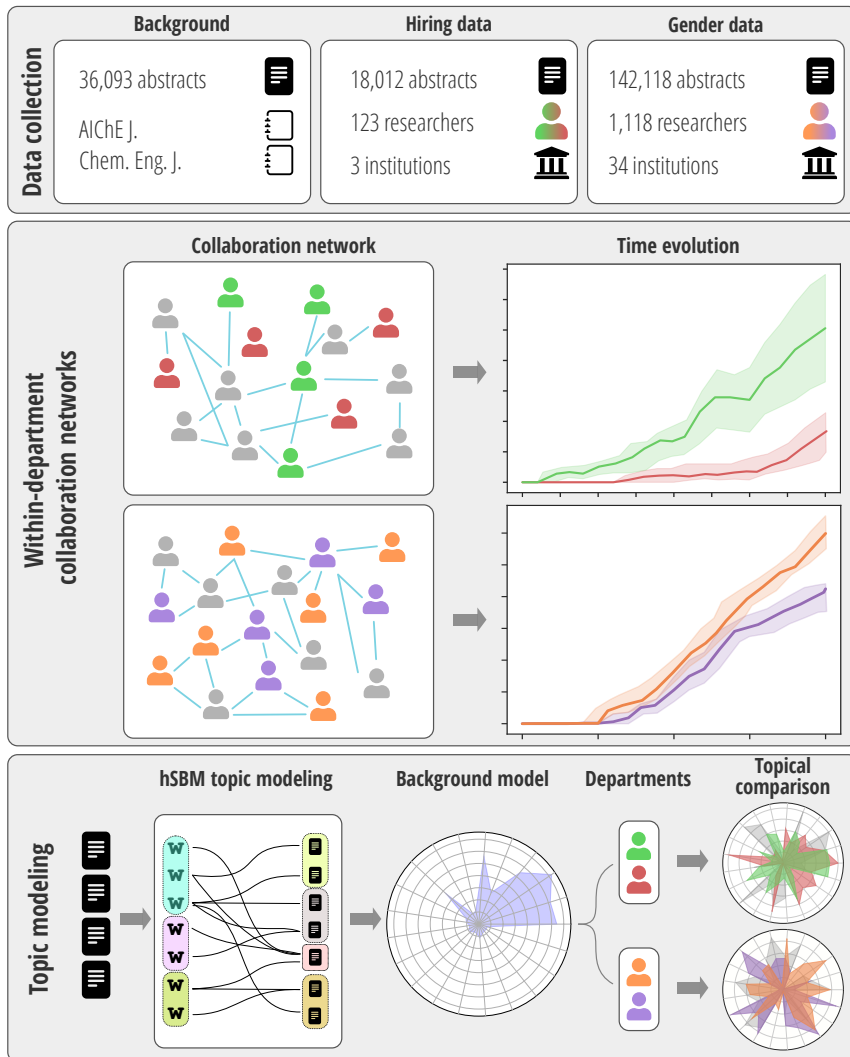 Background
Hiring data
Gender data
36,093 abstracts
AIChE J.
Chem. Eng. J.
18,012 abstracts
123 researchers
3 institutions
142,118 abstracts
1,118 researchers
34 institutions
Data collection
Collaboration network
Time evolution
Within-department
collaboration networks
hSBM topic modeling
Background model
Departments
Topical
comparison
Topic modeling
W
W
W
W
W
W
W